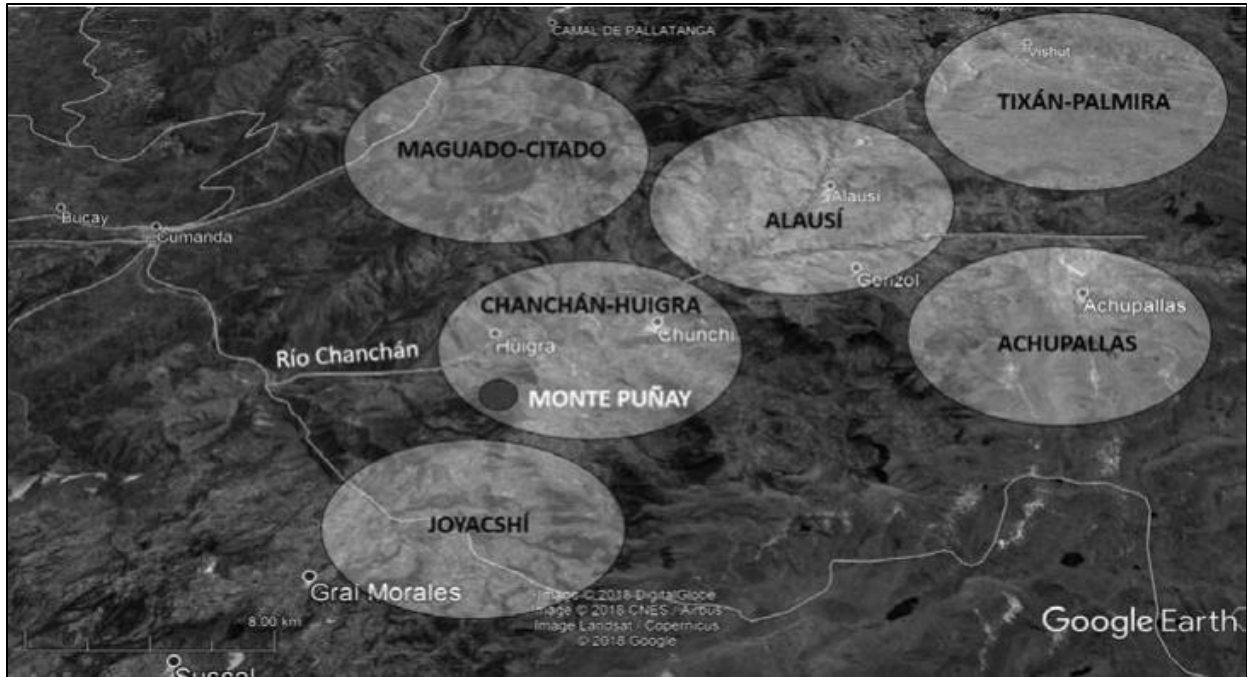 CAMAL DE PALLATANGA
Vishut
TIXÁN-PALMIRA
MAGUADO-CITADO
Alausí
ALAUSÍ
Bucay
Cumanda
Gonzol
CHANCHÁN-HUIGRA
Achupallas
Huigra
Chunchi
ACHUPALLAS
Río Chanchán
MONTE PUÑAY
JOYACSHÍ
Gral Morales
Image © 2018 DigitalGlobe
Image © 2018 CNES / Airbus
Image Landsat / Copernicus
© 2018 Google
Google Earth
8.00 km